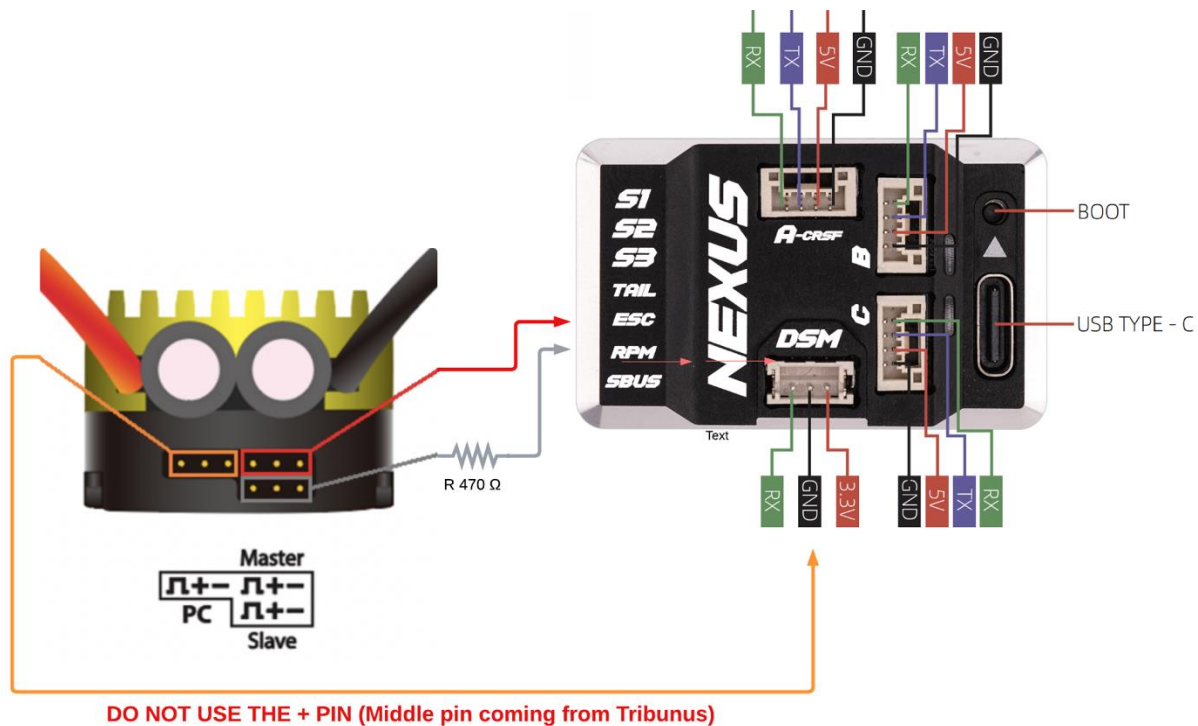 RX TX 5V GND RX TX 5V GND
S1
S2
S3
TAIL
ESC
RPM
SBUS
NEXUS
A-CRSF
B
C
DSM
BOOT
USB TYPE - C
Text
R 470 Ω
RX GND 3.3V GND 5V TX RX
Master
+− +−
PC +−
Slave
DO NOT USE THE + PIN (Middle pin coming from Tribunus)